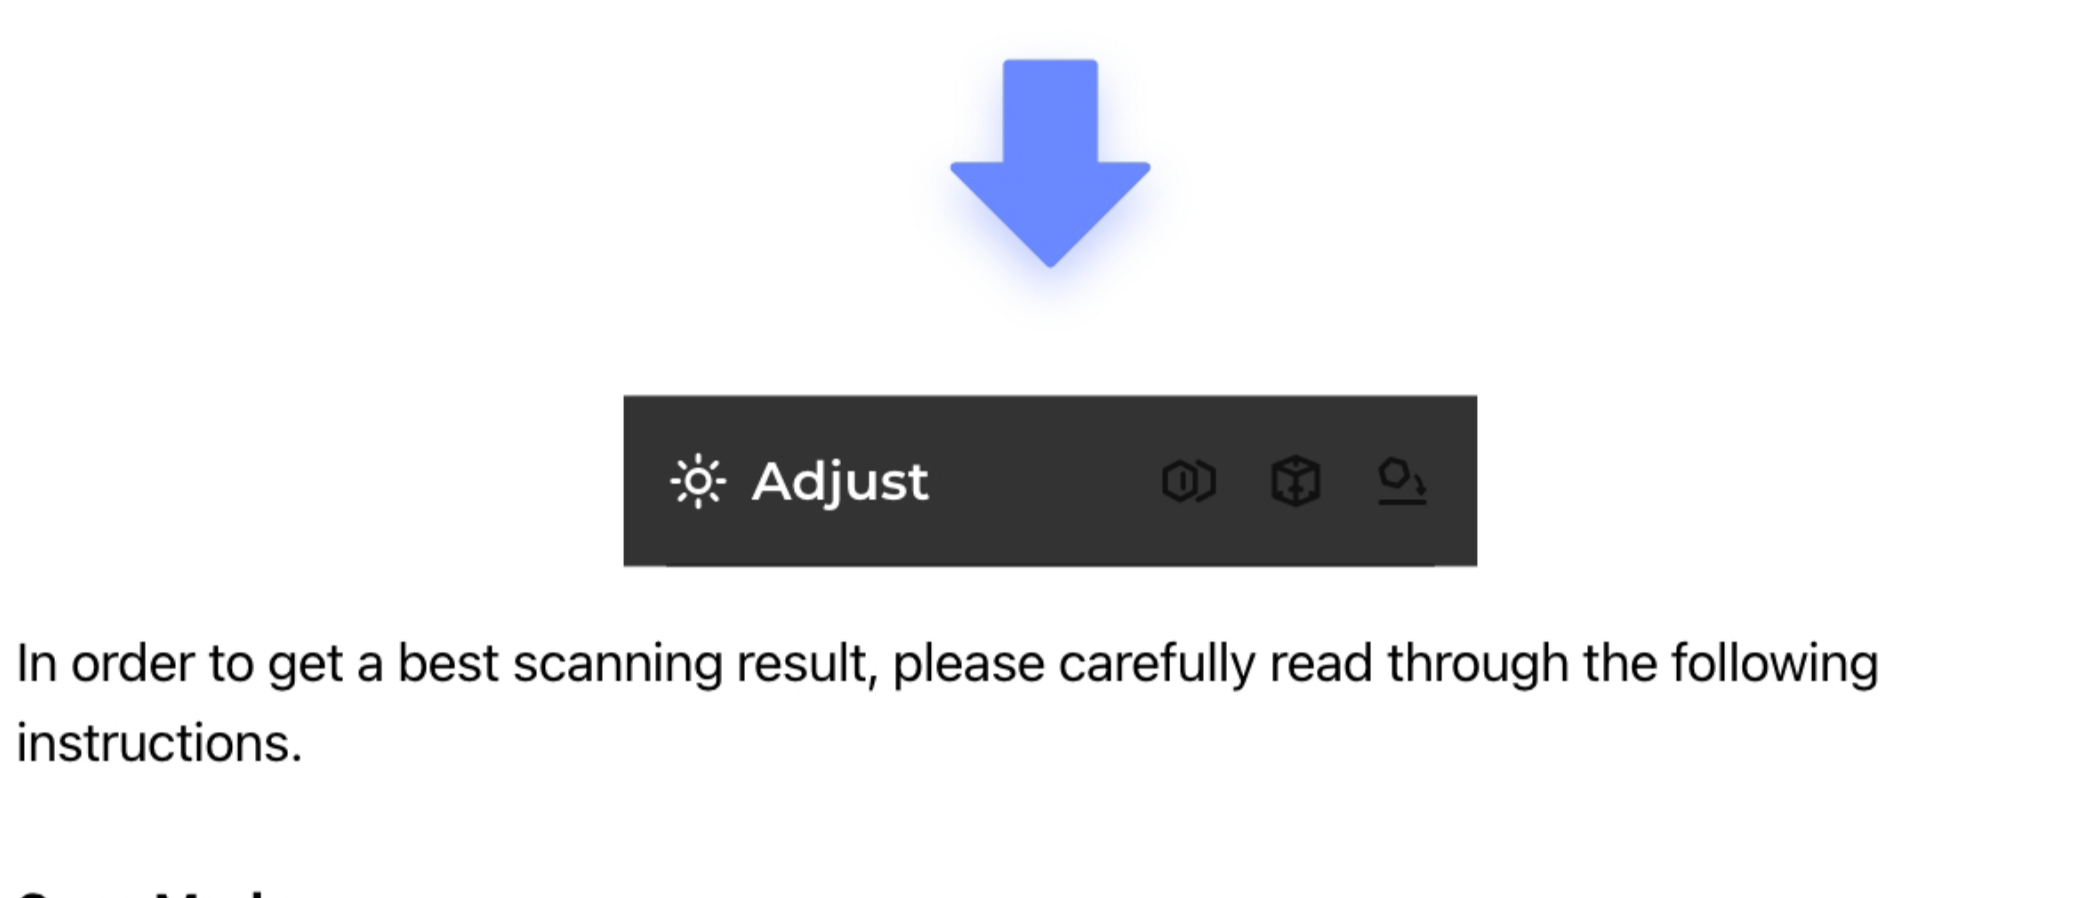 Adjust
In order to get a best scanning result, please carefully read through the following
instructions.